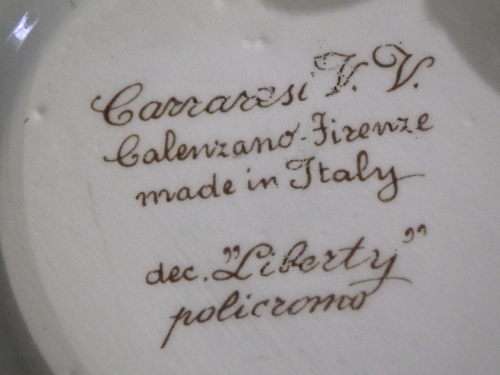 Carraresi V. V.
Calenzano-Firenze
made in Italy
dec. "Liberty"
policromo